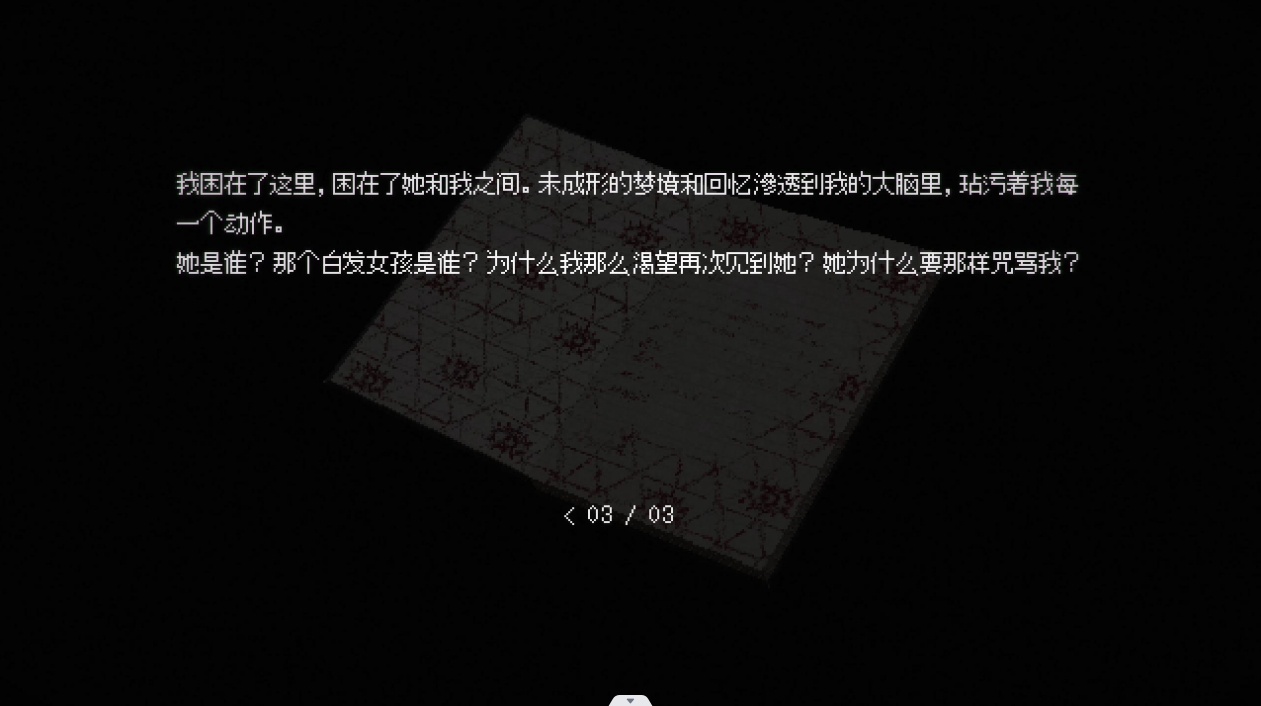 我困在了这里，困在了她和我之间。未成形的梦境和回忆渗透到我的大脑里，玷污着我每
一个动作。
她是谁？那个白发女孩是谁？为什么我那么渴望再次见到她？她为什么要那样咒骂我？
< 03 / 03